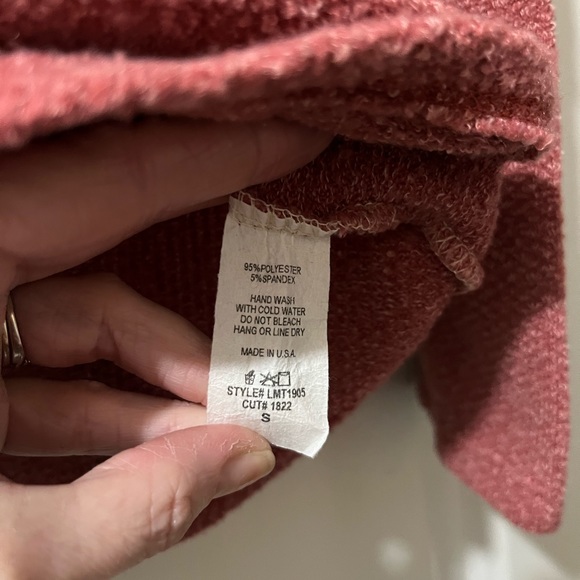 95%POLYESTER
5%SPANDEX
HAND WASH
WITH COLD WATER
DO NOT BLEACH
HANG OR LINE DRY
MADE IN U.S.A.
STYLE# LMT1905
CUT# 1822
S